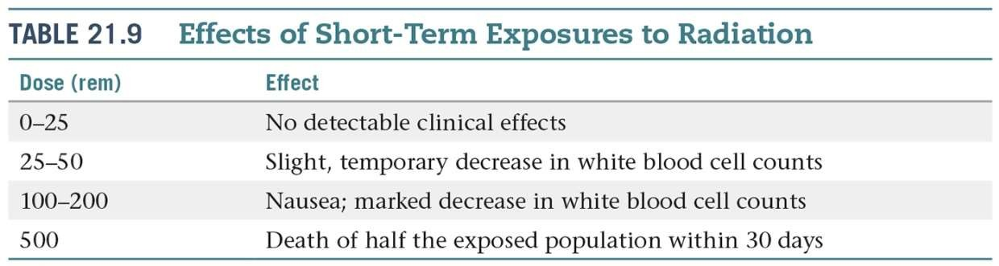 TABLE 21.9 Effects of Short-Term Exposures to Radiation
Dose (rem) Effect
0–25 No detectable clinical effects
25–50 Slight, temporary decrease in white blood cell counts
100–200 Nausea; marked decrease in white blood cell counts
500 Death of half the exposed population within 30 days